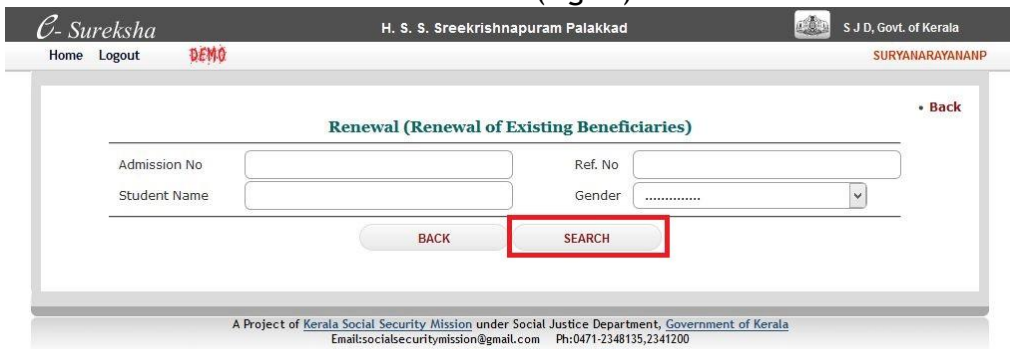 e- Sureksha H. S. S. Sreekrishnapuram Palakkad S J D, Govt. of Kerala
Home Logout DEMO SURYANARAYANANP
• Back
Renewal (Renewal of Existing Beneficiaries)
Admission No Ref. No
Student Name Gender ..............
BACK SEARCH
A Project of Kerala Social Security Mission under Social Justice Department, Government of Kerala
Email:socialsecuritymission@gmail.com Ph:0471-2348135,2341200